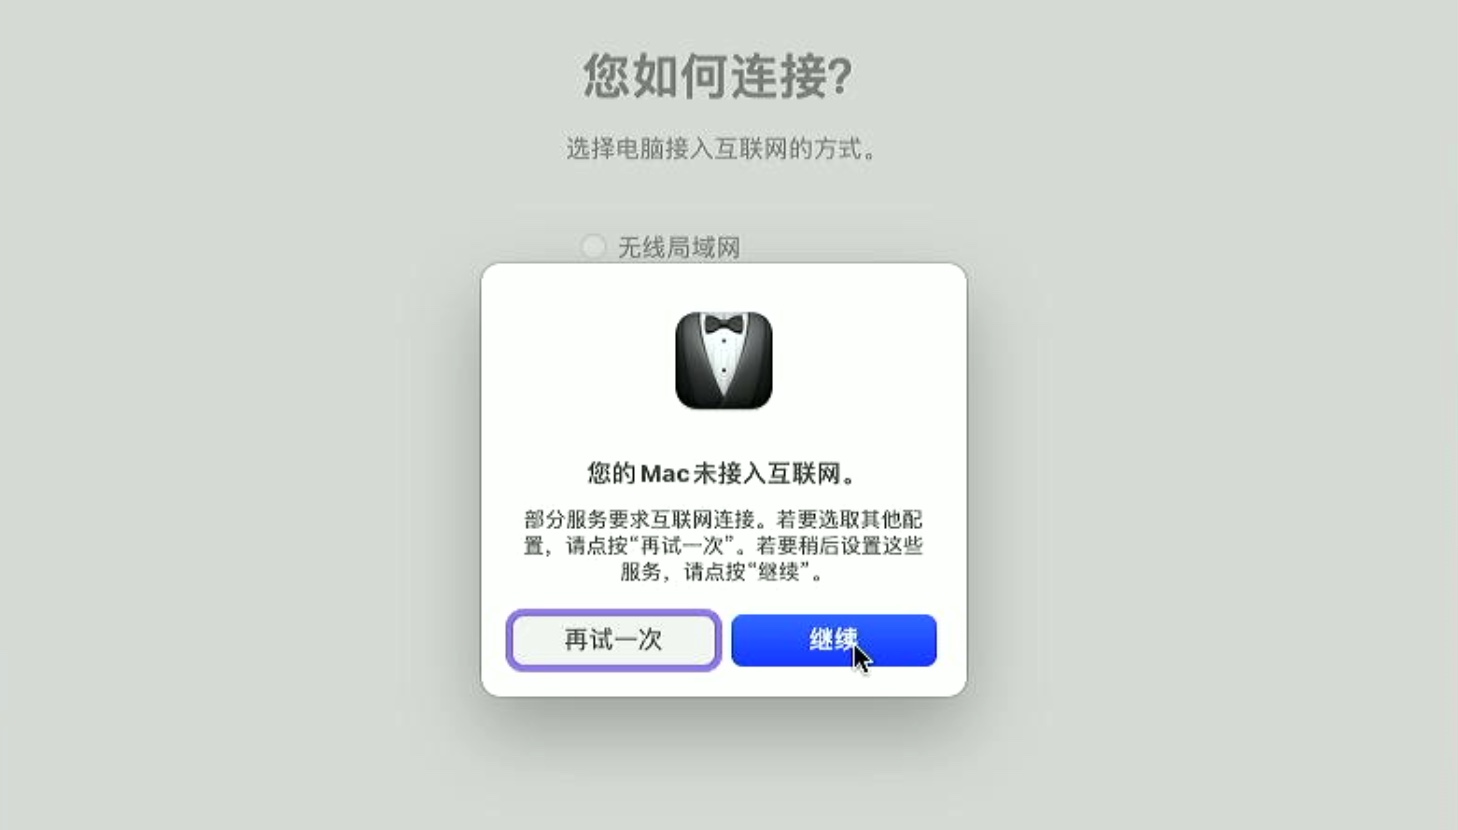 您如何连接?
选择电脑接入互联网的方式。
无线局域网
您的 Mac 未接入互联网。
部分服务要求互联网连接。若要选取其他配
置，请点按“再试一次”。若要稍后设置这些
服务，请点按“继续”。
再试一次
继续